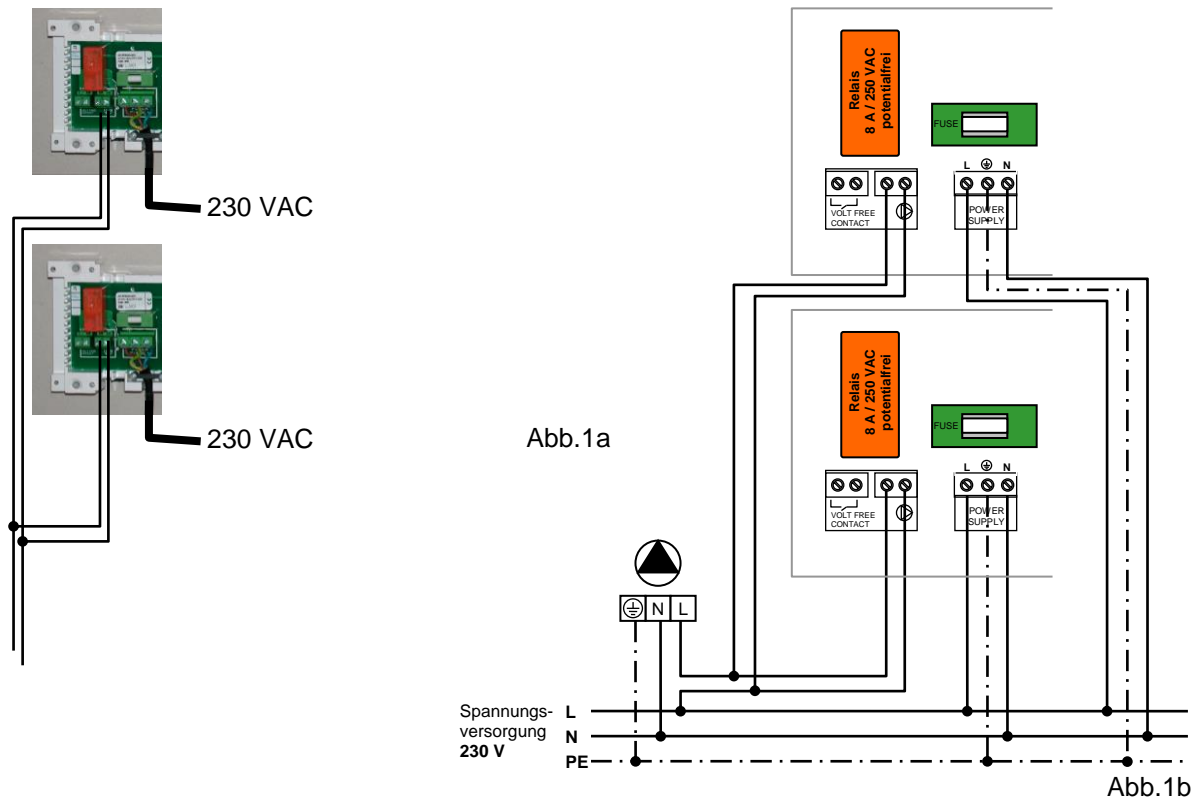 230 VAC
230 VAC
Abb.1a
Relais
8 A / 250 VAC
potentialfrei
FUSE
L N
VOLT FREE
CONTACT
POWER
SUPPLY
Relais
8 A / 250 VAC
potentialfrei
FUSE
L N
VOLT FREE
CONTACT
POWER
SUPPLY
N L
Spannungs-
versorgung
230 V
L
N
PE
Abb.1b